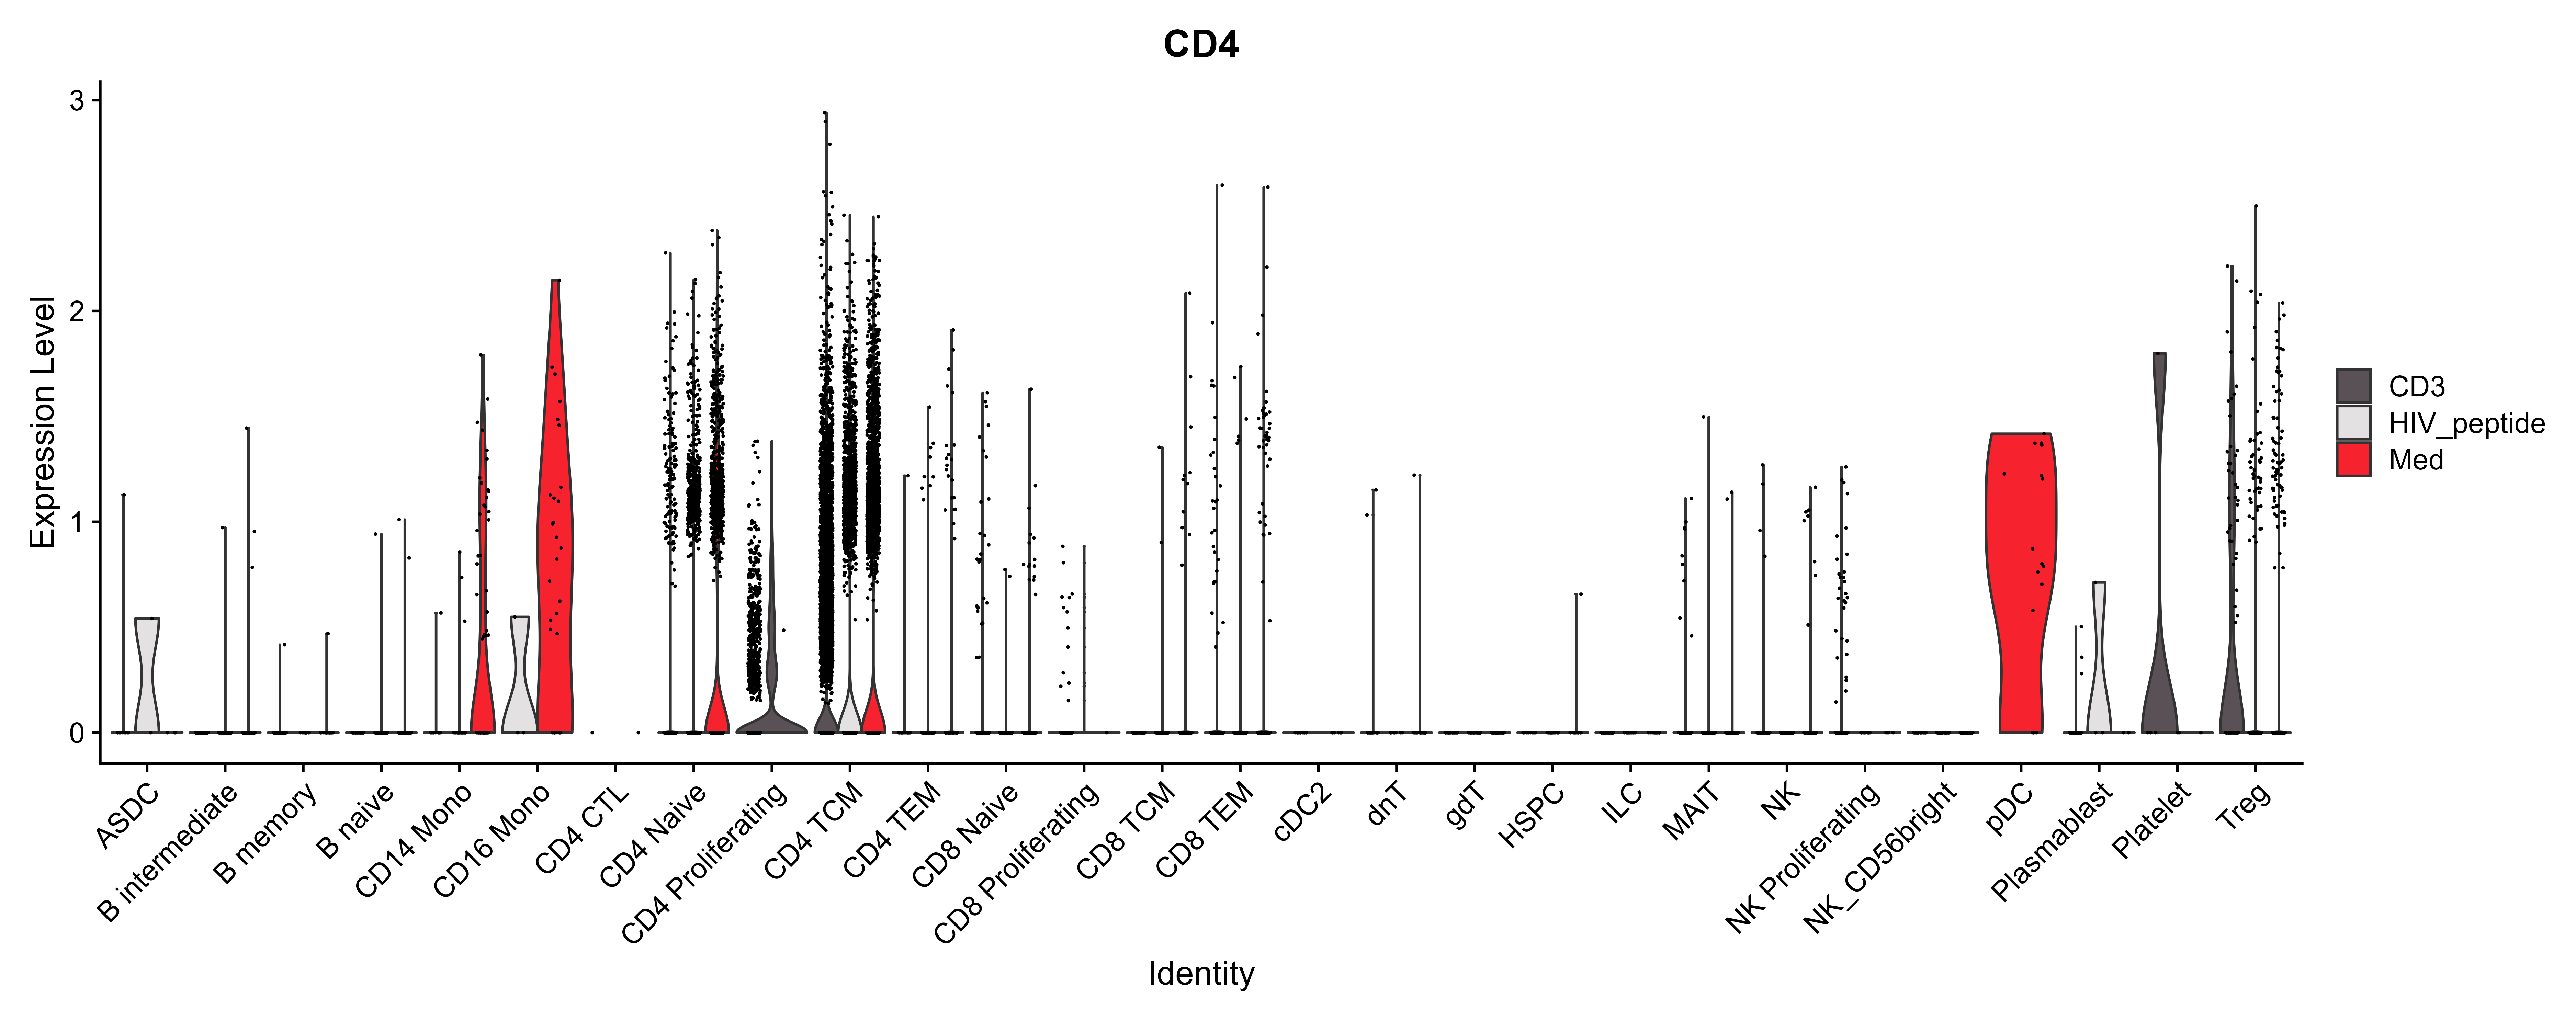 CD4
Expression Level
3
2
1
0
ASDC
B intermediate
B memory
B naive
CD14 Mono
CD16 Mono
CD4 CTL
CD4 Naive
CD4 Proliferating
CD4 TCM
CD4 TEM
CD8 Naive
CD8 Proliferating
CD8 TCM
CD8 TEM
cDC2
dnT
gdT
HSPC
ILC
MAIT
NK
NK Proliferating
NK_CD56bright
pDC
Plasmablast
Platelet
Treg
Identity
CD3
HIV_peptide
Med